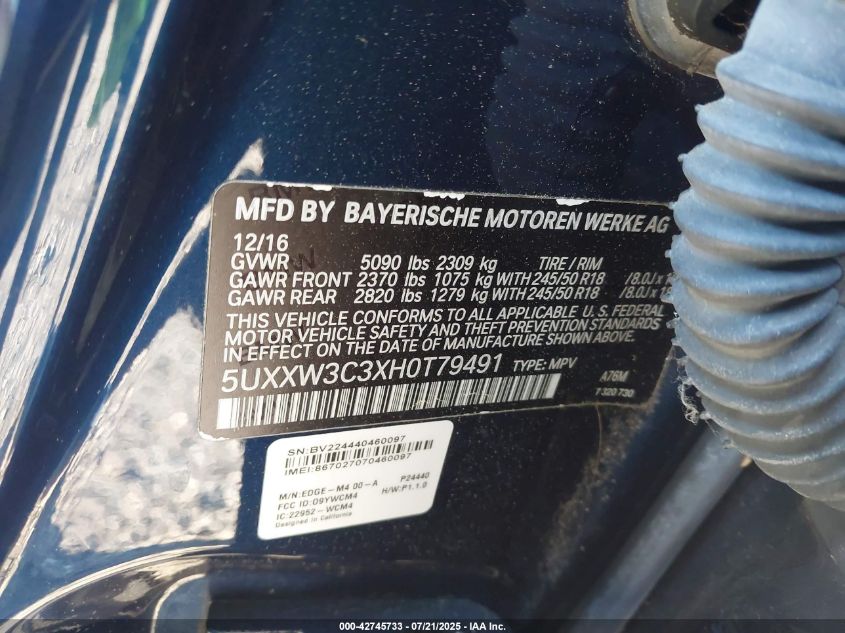 MFD BY BAYERISCHE MOTOREN WERKE AG
12/16
GVWR 5090 lbs 2309 kg TIRE / RIM
GAWR FRONT 2370 lbs 1075 kg WITH 245/50 R18 /8.0J x
GAWR REAR 2820 lbs 1279 kg WITH 245/50 R18 /8.0J x
THIS VEHICLE CONFORMS TO ALL APPLICABLE U. S. FEDERAL
MOTOR VEHICLE SAFETY AND THEFT PREVENTION STANDARDS
IN EFFECT ON THE DATE OF MANUFACTURE SHOWN ABOVE.
5UXXW3C3XH0T79491 TYPE: MPV
A76M
7 320 730
SN:BV224440460097
IMEI:867027070460097
P24440
M/N:EDGE-M4 00-A H/W:P1.1.0
FCC ID:09YWCM4
IC:22952-WCM4
Designed in California
000-42745733 - 07/21/2025 - IAA Inc.